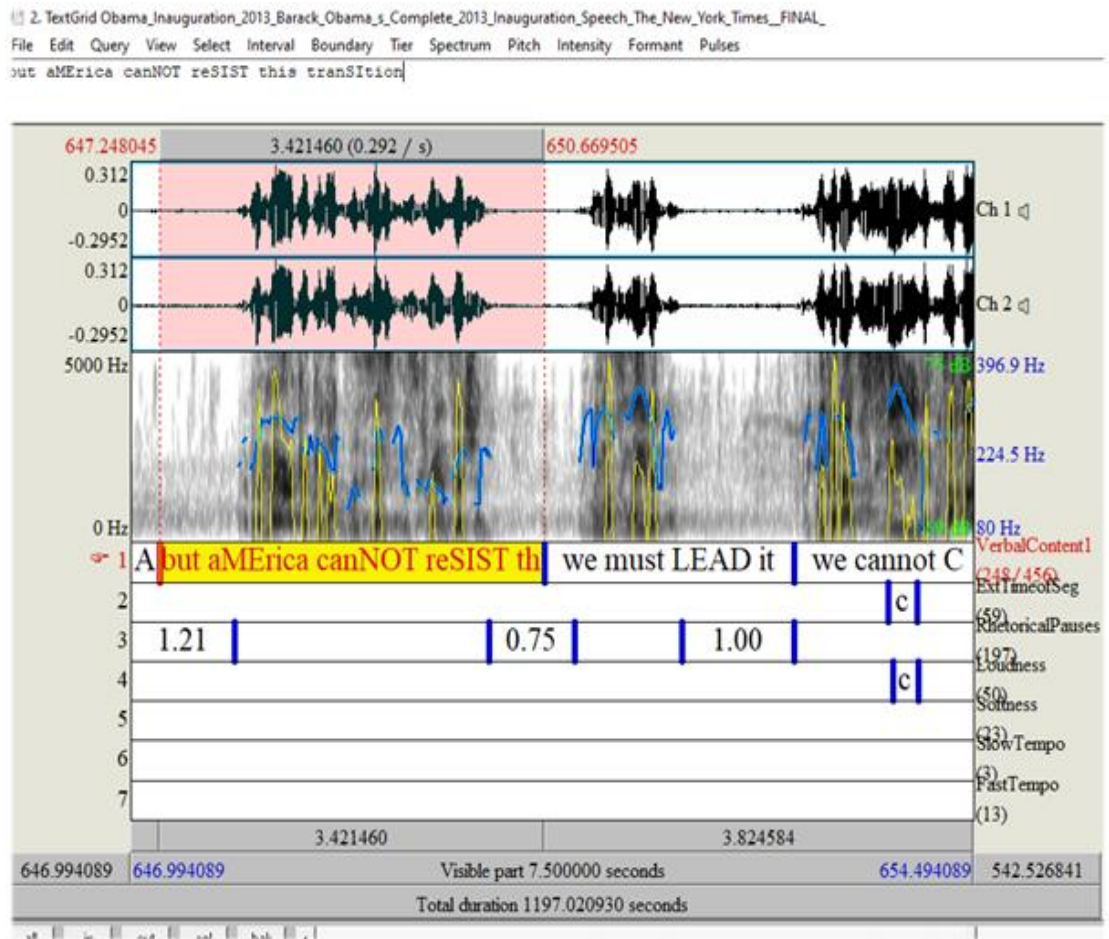 2. TextGrid Obama_Inauguration_2013_Barack_Obama_s_Complete_2013_Inauguration_Speech_The_New_York_Times__FINAL_
File Edit Query View Select Interval Boundary Tier Spectrum Pitch Intensity Formant Pulses
out aMErica canNOT reSIST this tranSItion
647.248045 3.421460 (0.292 / s) 650.669505
0.312
0 Ch 1
-0.2952
0.312
0 Ch 2
-0.2952
5000 Hz 396.9 Hz
224.5 Hz
0 Hz 80 Hz
1 A but aMErica canNOT reSIST th we must LEAD it we cannot C VerbalContent1
(248 / 456)
2 c ExtTimeofSeg
(59)
3 1.21 0.75 1.00 RhetoricalPauses
(197)
4 c Loudness
(50)
5 Softness
(23)
6 SlowTempo
(3)
7 FastTempo
(13)
3.421460 3.824584
646.994089 646.994089 Visible part 7.500000 seconds 654.494089 542.526841
Total duration 1197.020930 seconds